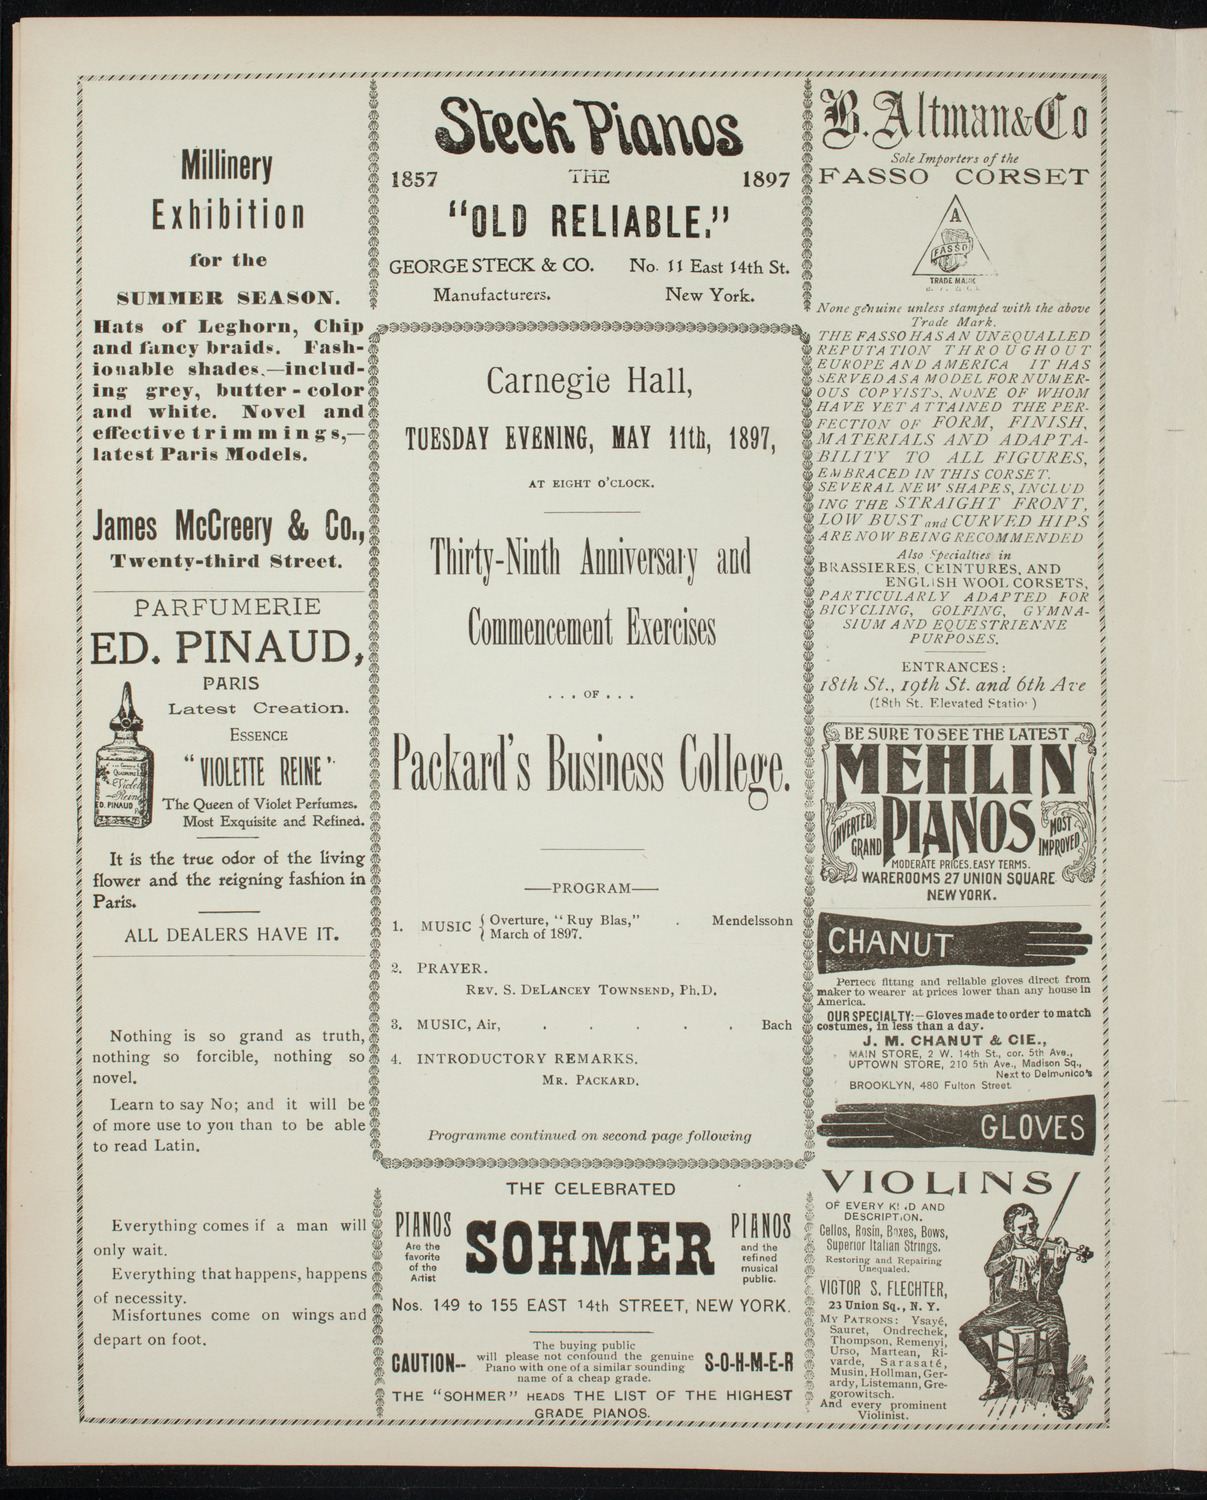 Millinery
Exhibition
for the
SUMMER SEASON.
Hats of Leghorn, Chip
and fancy braids. Fash-
ionable shades,—includ-
ing grey, butter-color
and white. Novel and
effective trimmings,—
latest Paris Models.
James McCreery & Co.,
Twenty-third Street.
PARFUMERIE
ED. PINAUD,
PARIS
Latest Creation.
ESSENCE
"VIOLETTE REINE"
The Queen of Violet Perfumes.
Most Exquisite and Refined.
ED. PINAUD
It is the true odor of the living
flower and the reigning fashion in
Paris.
ALL DEALERS HAVE IT.
Nothing is so grand as truth,
nothing so forcible, nothing so
novel.
Learn to say No; and it will be
of more use to you than to be able
to read Latin.
Everything comes if a man will
only wait.
Everything that happens, happens
of necessity.
Misfortunes come on wings and
depart on foot.
Steck Pianos
1857 THE 1897
"OLD RELIABLE."
GEORGE STECK & CO. No. 11 East 14th St.
Manufacturers. New York.
Carnegie Hall,
TUESDAY EVENING, MAY 11th, 1897,
AT EIGHT O'CLOCK.
Thirty-Ninth Anniversary and
Commencement Exercises
...OF...
Packard's Business College.
—PROGRAM—
1. MUSIC { Overture, "Ruy Blas," . Mendelssohn
{ March of 1897.
2. PRAYER.
REV. S. DELANCEY TOWNSEND, Ph.D.
3. MUSIC, Air, . . . . . Bach
4. INTRODUCTORY REMARKS.
MR. PACKARD.
Programme continued on second page following
THE CELEBRATED
PIANOS
Are the
favorite
of the
Artist
SOHMER
PIANOS
and the
refined
musical
public.
Nos. 149 to 155 EAST 14th STREET, NEW YORK.
CAUTION--
The buying public
will please not confound the genuine
Piano with one of a similar sounding
name of a cheap grade.
S-O-H-M-E-R
THE "SOHMER" HEADS THE LIST OF THE HIGHEST
GRADE PIANOS.
B. Altman & Co
Sole Importers of the
FASSO CORSET
A
FASSO
TRADE MARK
None genuine unless stamped with the above
Trade Mark.
THE FASSO HAS AN UNEQUALLED
REPUTATION THROUGHOUT
EUROPE AND AMERICA IT HAS
SERVED AS A MODEL FOR NUMER-
OUS COPYISTS, NONE OF WHOM
HAVE YET ATTAINED THE PER-
FECTION OF FORM, FINISH,
MATERIALS AND ADAPTA-
BILITY TO ALL FIGURES,
EMBRACED IN THIS CORSET.
SEVERAL NEW SHAPES, INCLUD
ING THE STRAIGHT FRONT,
LOW BUST and CURVED HIPS
ARE NOW BEING RECOMMENDED
Also Specialties in
BRASSIERES, CEINTURES, AND
ENGLISH WOOL CORSETS,
PARTICULARLY ADAPTED FOR
BICYCLING, GOLFING, GYMNA-
SIUM AND EQUESTRIENNE
PURPOSES.
ENTRANCES:
18th St., 19th St. and 6th Ave
(18th St. Elevated Station)
BE SURE TO SEE THE LATEST
MEHLIN
INVERTED
GRAND
PIANOS
MOST
IMPROVED
MODERATE PRICES. EASY TERMS.
WAREROOMS 27 UNION SQUARE
NEW YORK.
CHANUT
Perfect fitting and reliable gloves direct from
maker to wearer at prices lower than any house in
America.
OUR SPECIALTY:—Gloves made to order to match
costumes, in less than a day.
J. M. CHANUT & CIE.,
MAIN STORE, 2 W. 14th St., cor. 5th Ave.,
UPTOWN STORE, 210 5th Ave., Madison Sq.,
Next to Delmonico's
BROOKLYN, 480 Fulton Street.
GLOVES
VIOLINS
OF EVERY KIND AND
DESCRIPTION.
Cellos, Rosin, Boxes, Bows,
Superior Italian Strings.
Restoring and Repairing
Unequaled.
VICTOR S. FLECHTER,
23 Union Sq., N. Y.
MY PATRONS: Ysayé,
Sauret, Ondrechek,
Thompson, Remenyi,
Urso, Martean, Ri-
varde, Sarasaté,
Musin, Hollman, Ger-
ardy, Listemann, Gre-
gorowitsch.
And every prominent
Violinist.